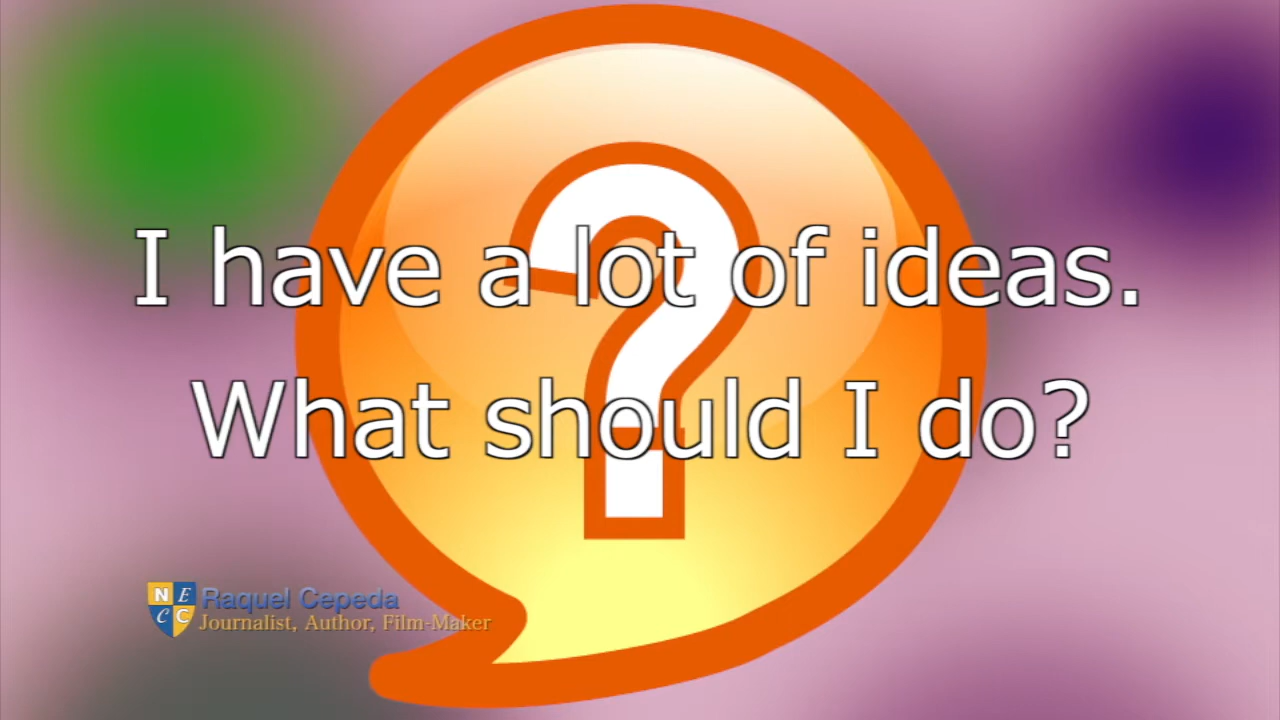 I have a lot of ideas.
What should I do?
N E
C C
Raquel Cepeda
Journalist, Author, Film-Maker